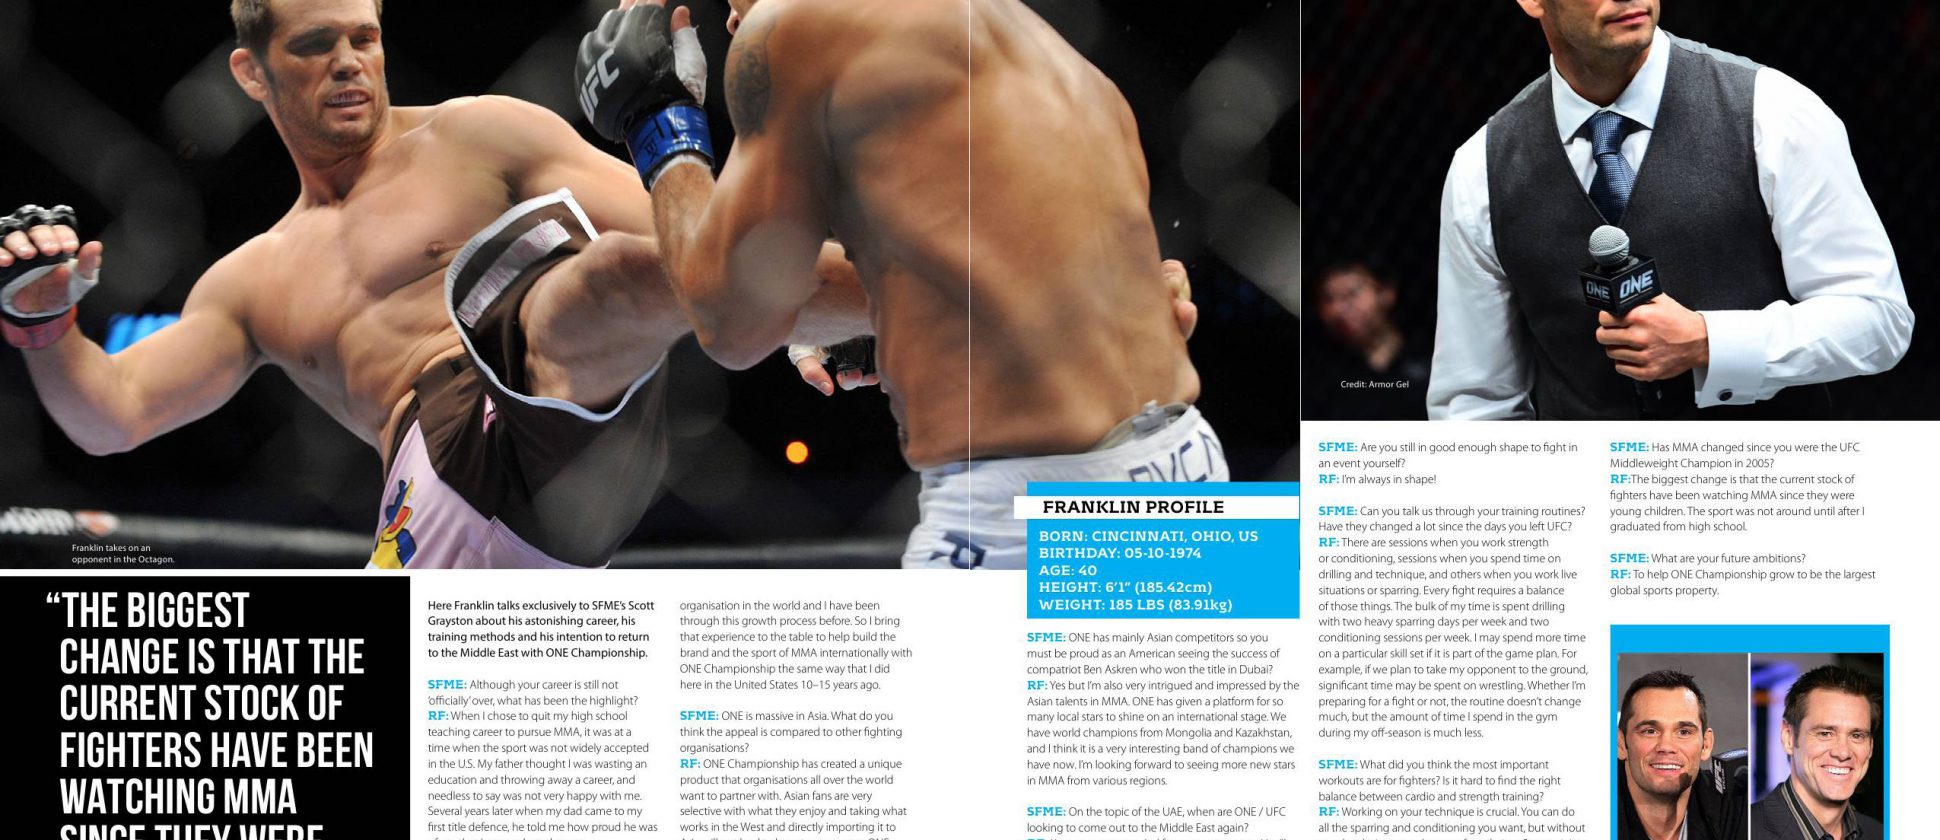 UFC
RVCA
ONE
ONE
Credit: Armor Gel
Franklin takes on an
opponent in the Octagon.
“THE BIGGEST
CHANGE IS THAT THE
CURRENT STOCK OF
FIGHTERS HAVE BEEN
WATCHING MMA
SINCE THEY WERE
Here Franklin talks exclusively to SFME’s Scott
Grayston about his astonishing career, his
training methods and his intention to return
to the Middle East with ONE Championship.
SFME: Although your career is still not
‘officially’ over, what has been the highlight?
RF: When I chose to quit my high school
teaching career to pursue MMA, it was at a
time when the sport was not widely accepted
in the U.S. My father thought I was wasting an
education and throwing away a career, and
needless to say was not very happy with me.
Several years later when my dad came to my
first title defence, he told me how proud he was
organisation in the world and I have been
through this growth process before. So I bring
that experience to the table to help build the
brand and the sport of MMA internationally with
ONE Championship the same way that I did
here in the United States 10–15 years ago.
SFME: ONE is massive in Asia. What do you
think the appeal is compared to other fighting
organisations?
RF: ONE Championship has created a unique
product that organisations all over the world
want to partner with. Asian fans are very
selective with what they enjoy and taking what
works in the West and directly importing it to
FRANKLIN PROFILE
BORN: CINCINNATI, OHIO, US
BIRTHDAY: 05-10-1974
AGE: 40
HEIGHT: 6’1” (185.42cm)
WEIGHT: 185 LBS (83.91kg)
SFME: ONE has mainly Asian competitors so you
must be proud as an American seeing the success of
compatriot Ben Askren who won the title in Dubai?
RF: Yes but I’m also very intrigued and impressed by the
Asian talents in MMA. ONE has given a platform for so
many local stars to shine on an international stage. We
have world champions from Mongolia and Kazakhstan,
and I think it is a very interesting band of champions we
have now. I’m looking forward to seeing more new stars
in MMA from various regions.
SFME: On the topic of the UAE, when are ONE / UFC
looking to come out to the Middle East again?
SFME: Are you still in good enough shape to fight in
an event yourself?
RF: I’m always in shape!
SFME: Can you talk us through your training routines?
Have they changed a lot since the days you left UFC?
RF: There are sessions when you work strength
or conditioning, sessions when you spend time on
drilling and technique, and others when you work live
situations or sparring. Every fight requires a balance
of those things. The bulk of my time is spent drilling
with two heavy sparring days per week and two
conditioning sessions per week. I may spend more time
on a particular skill set if it is part of the game plan. For
example, if we plan to take my opponent to the ground,
significant time may be spent on wrestling. Whether I’m
preparing for a fight or not, the routine doesn’t change
much, but the amount of time I spend in the gym
during my off-season is much less.
SFME: What did you think the most important
workouts are for fighters? Is it hard to find the right
balance between cardio and strength training?
RF: Working on your technique is crucial. You can do
all the sparring and conditioning you want, but without
SFME: Has MMA changed since you were the UFC
Middleweight Champion in 2005?
RF:The biggest change is that the current stock of
fighters have been watching MMA since they were
young children. The sport was not around until after I
graduated from high school.
SFME: What are your future ambitions?
RF: To help ONE Championship grow to be the largest
global sports property.